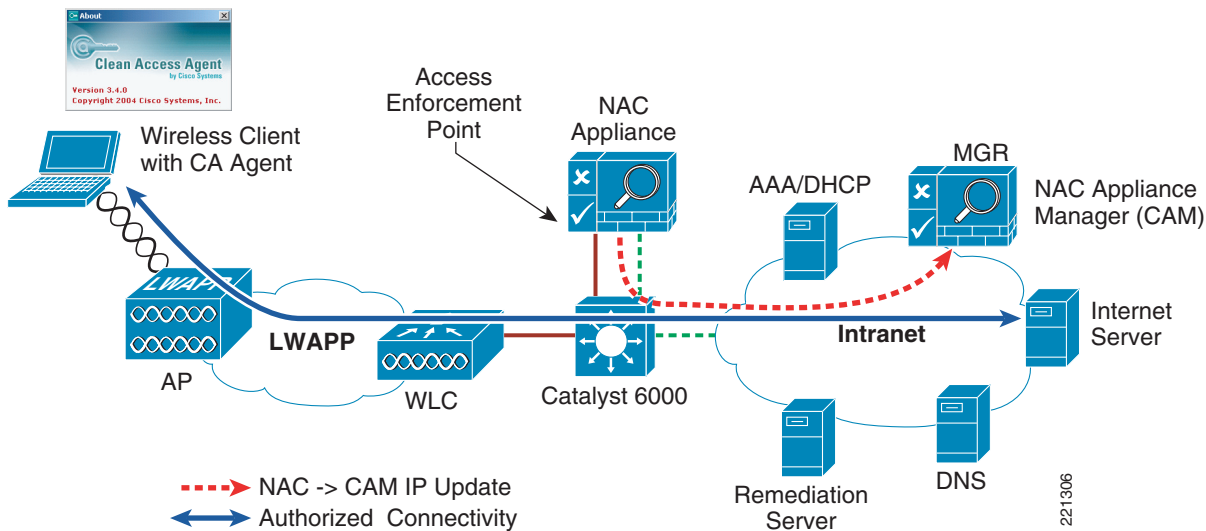 About
Clean Access Agent
by Cisco Systems
Version 3.4.0
Copyright 2004 Cisco Systems, Inc.
Wireless Client
with CA Agent
Access
Enforcement
Point
NAC
Appliance
AAA/DHCP
MGR
NAC Appliance
Manager (CAM)
LWAPP
AP
LWAPP
WLC
Catalyst 6000
Intranet
Internet
Server
Remediation
Server
DNS
NAC -> CAM IP Update
Authorized Connectivity
221306